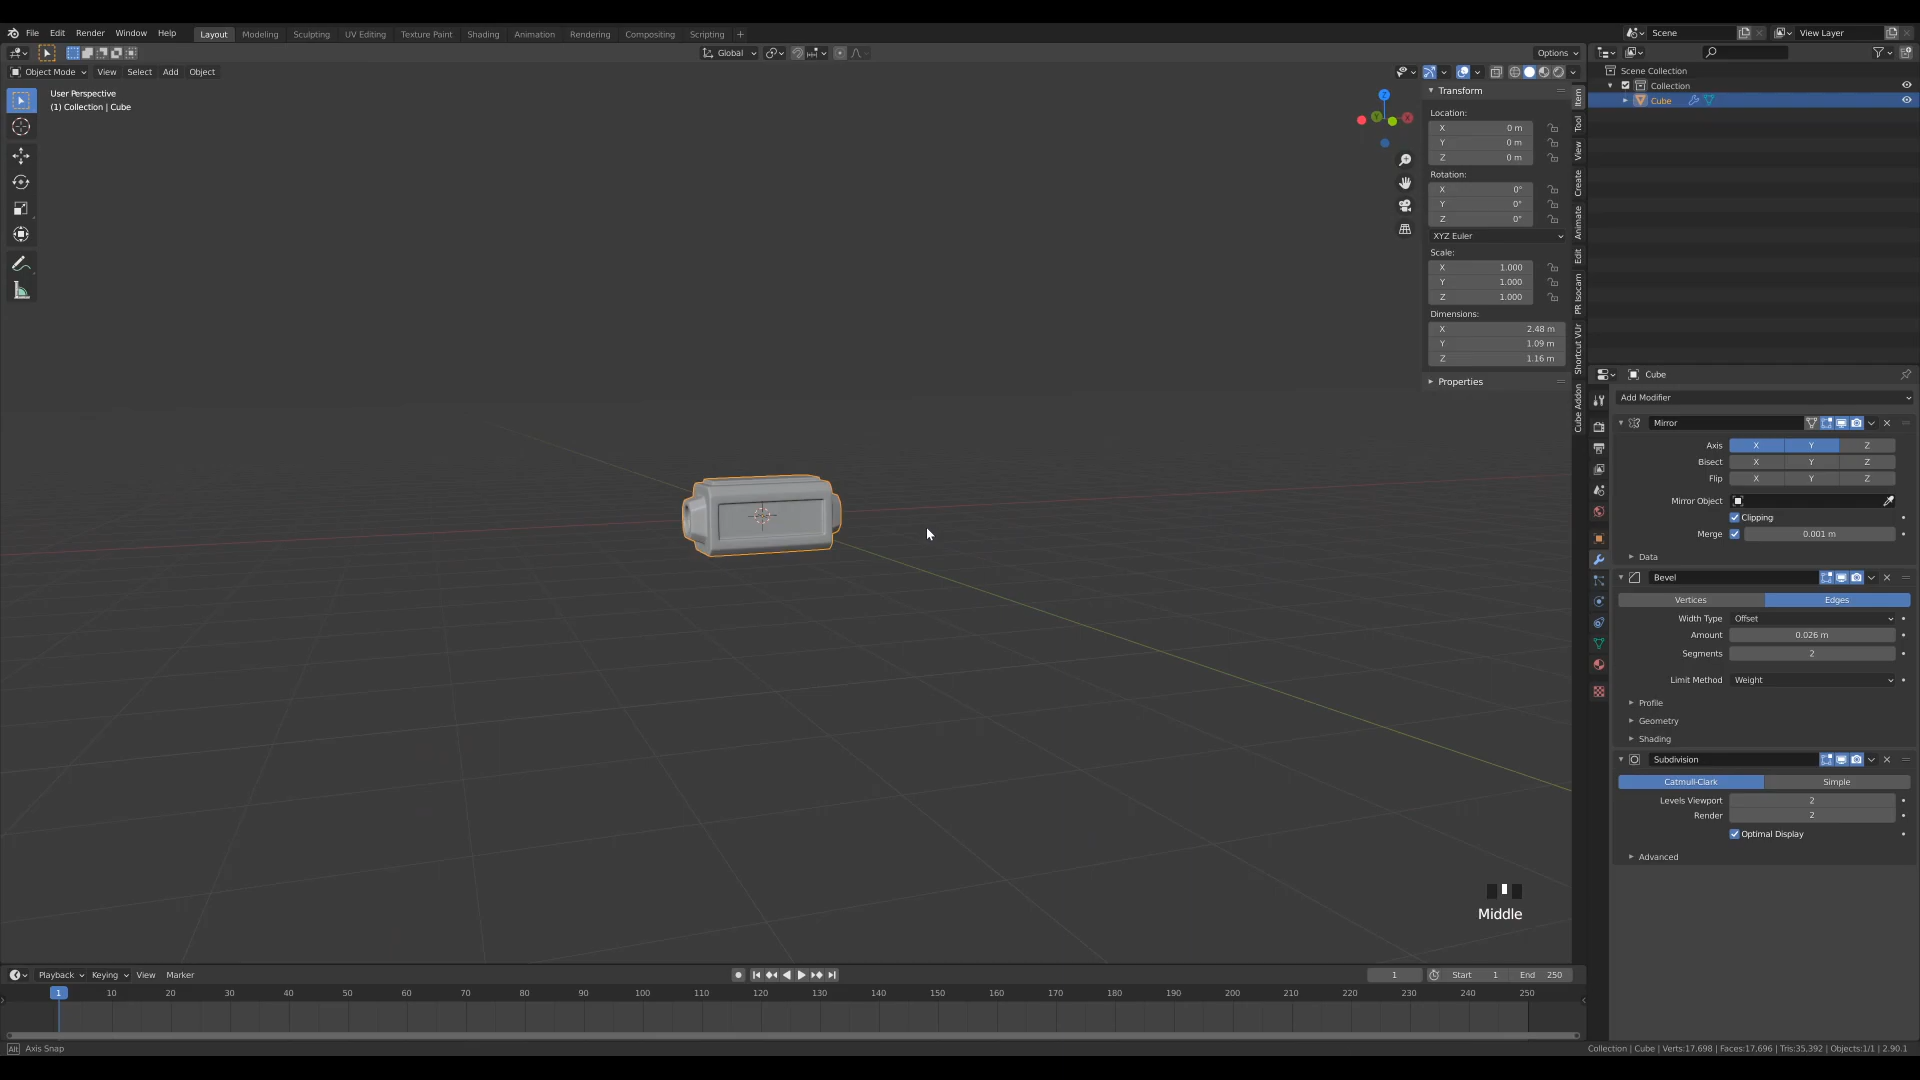 File Edit Render Window Help Layout Modeling Sculpting UV Editing Texture Paint Shading Animation Rendering Compositing Scripting + Scene View Layer
Global Options
Object Mode View Select Add Object
User Perspective
(1) Collection | Cube
Transform
Location:
X 0 m
Y 0 m
Z 0 m
Rotation:
X 0°
Y 0°
Z 0°
XYZ Euler
Scale:
X 1.000
Y 1.000
Z 1.000
Dimensions:
X 2.48 m
Y 1.09 m
Z 1.16 m
Properties
Item
Tool
View
Create
Animate
Edit
PR Isocam
Shortcut VUr
Cube Addon
Z
Y
X
Scene Collection
Collection
Cube
Cube
Add Modifier
Mirror
Axis X Y Z
Bisect X Y Z
Flip X Y Z
Mirror Object
Clipping
Merge 0.001 m
Data
Bevel
Vertices Edges
Width Type Offset
Amount 0.026 m
Segments 2
Limit Method Weight
Profile
Geometry
Shading
Subdivision
Catmull-Clark Simple
Levels Viewport 2
Render 2
Optimal Display
Advanced
Middle
Playback Keying View Marker 1 Start 1 End 250
1 10 20 30 40 50 60 70 80 90 100 110 120 130 140 150 160 170 180 190 200 210 220 230 240 250
Alt Axis Snap
Collection | Cube | Verts:17,698 | Faces:17,696 | Tris:35,392 | Objects:1/1 | 2.90.1